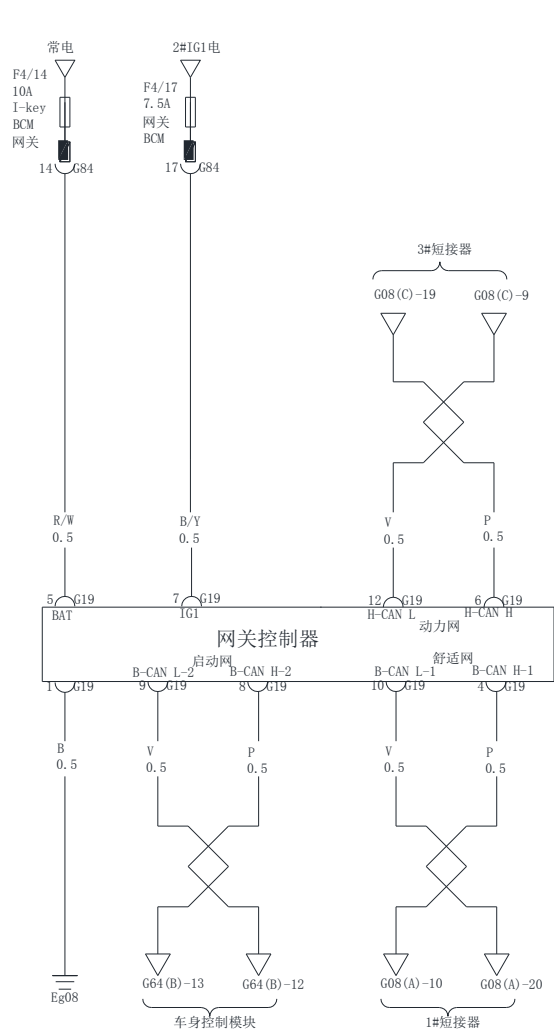 常电
2#IG1电
F4/14
10A
I-key
BCM
网关
F4/17
7.5A
网关
BCM
14 G84
17 G84
3#短接器
G08(C)-19
G08(C)-9
R/W
0.5
B/Y
0.5
V
0.5
P
0.5
5 G19
7 G19
12 G19
6 G19
BAT
IG1
H-CAN L
H-CAN H
动力网
网关控制器
启动网
舒适网
B-CAN L-2
B-CAN H-2
B-CAN L-1
B-CAN H-1
1 G19
9 G19
8 G19
10 G19
4 G19
B
0.5
V
0.5
P
0.5
V
0.5
P
0.5
Eg08
G64(B)-13
G64(B)-12
G08(A)-10
G08(A)-20
车身控制模块
1#短接器